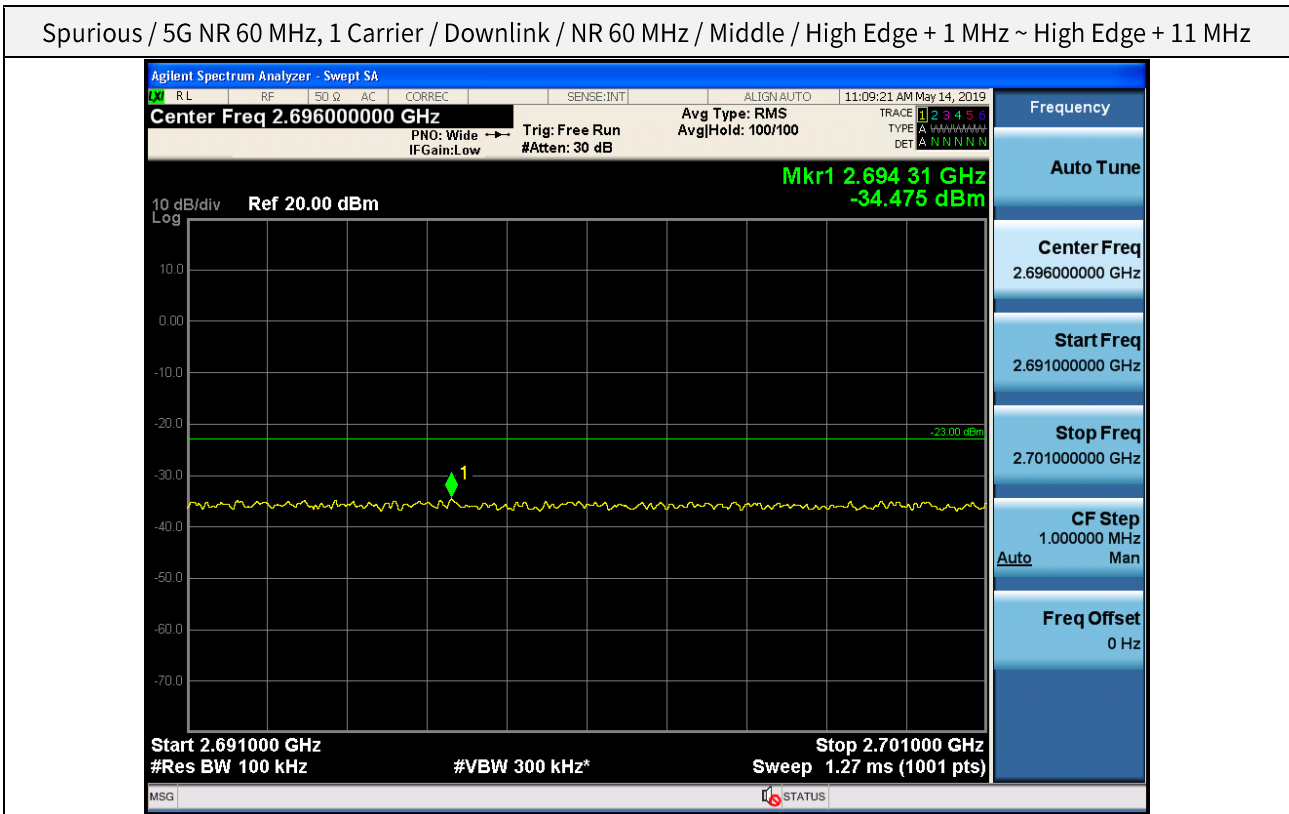 Spurious / 5G NR 60 MHz, 1 Carrier / Downlink / NR 60 MHz / Middle / High Edge + 1 MHz ~ High Edge + 11 MHz
Agilent Spectrum Analyzer - Swept SA
LXI RL RF 50 Ω AC CORREC SENSE:INT ALIGN AUTO 11:09:21 AM May 14, 2019
Center Freq 2.696000000 GHz
PNO: Wide
IFGain:Low
Trig: Free Run
#Atten: 30 dB
Avg Type: RMS
Avg|Hold: 100/100
TRACE 1 2 3 4 5 6
TYPE A WWWWWW
DET A N N N N N
Mkr1 2.694 31 GHz
-34.475 dBm
10 dB/div Ref 20.00 dBm
Log
10.0
0.00
-10.0
-20.0
-23.00 dBm
-30.0
1
-40.0
-50.0
-60.0
-70.0
Start 2.691000 GHz Stop 2.701000 GHz
#Res BW 100 kHz #VBW 300 kHz* Sweep 1.27 ms (1001 pts)
MSG STATUS
Frequency
Auto Tune
Center Freq
2.696000000 GHz
Start Freq
2.691000000 GHz
Stop Freq
2.701000000 GHz
CF Step
1.000000 MHz
Auto Man
Freq Offset
0 Hz